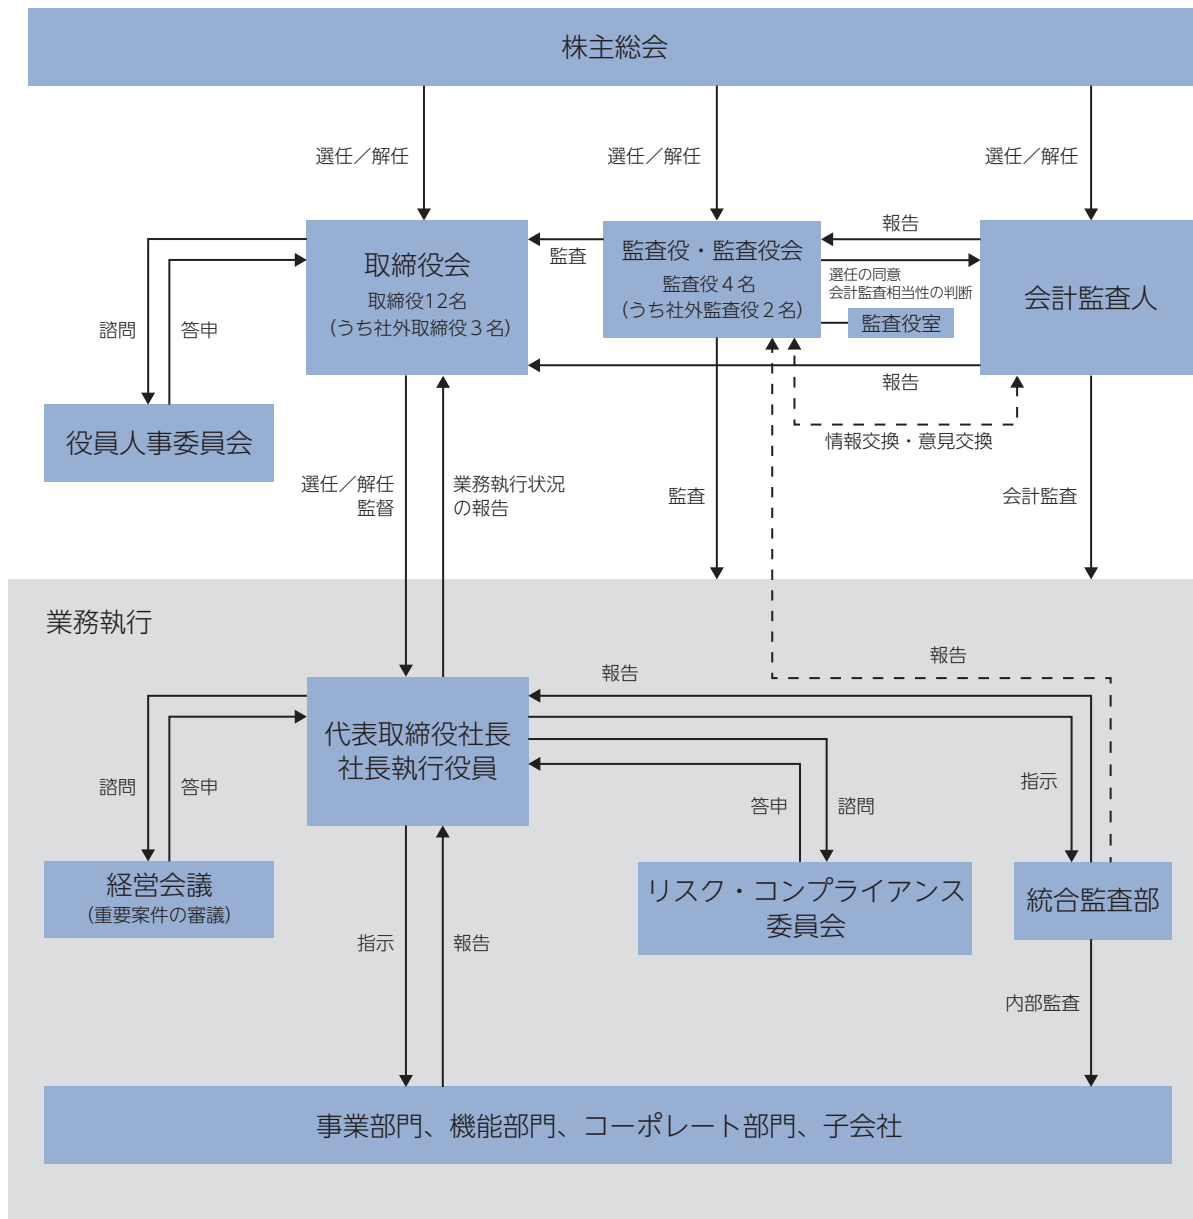 株主総会
選任／解任
選任／解任
選任／解任
取締役会
取締役12名
（うち社外取締役３名）
監査
監査役・監査役会
監査役４名
（うち社外監査役２名）
報告
選任の同意
会計監査相当性の判断
監査役室
会計監査人
諮問
答申
報告
役員人事委員会
情報交換・意見交換
選任／解任
監督
業務執行状況
の報告
監査
会計監査
業務執行
報告
報告
代表取締役社長
社長執行役員
諮問
答申
答申
諮問
指示
経営会議
（重要案件の審議）
リスク・コンプライアンス
委員会
統合監査部
指示
報告
内部監査
事業部門、機能部門、コーポレート部門、子会社